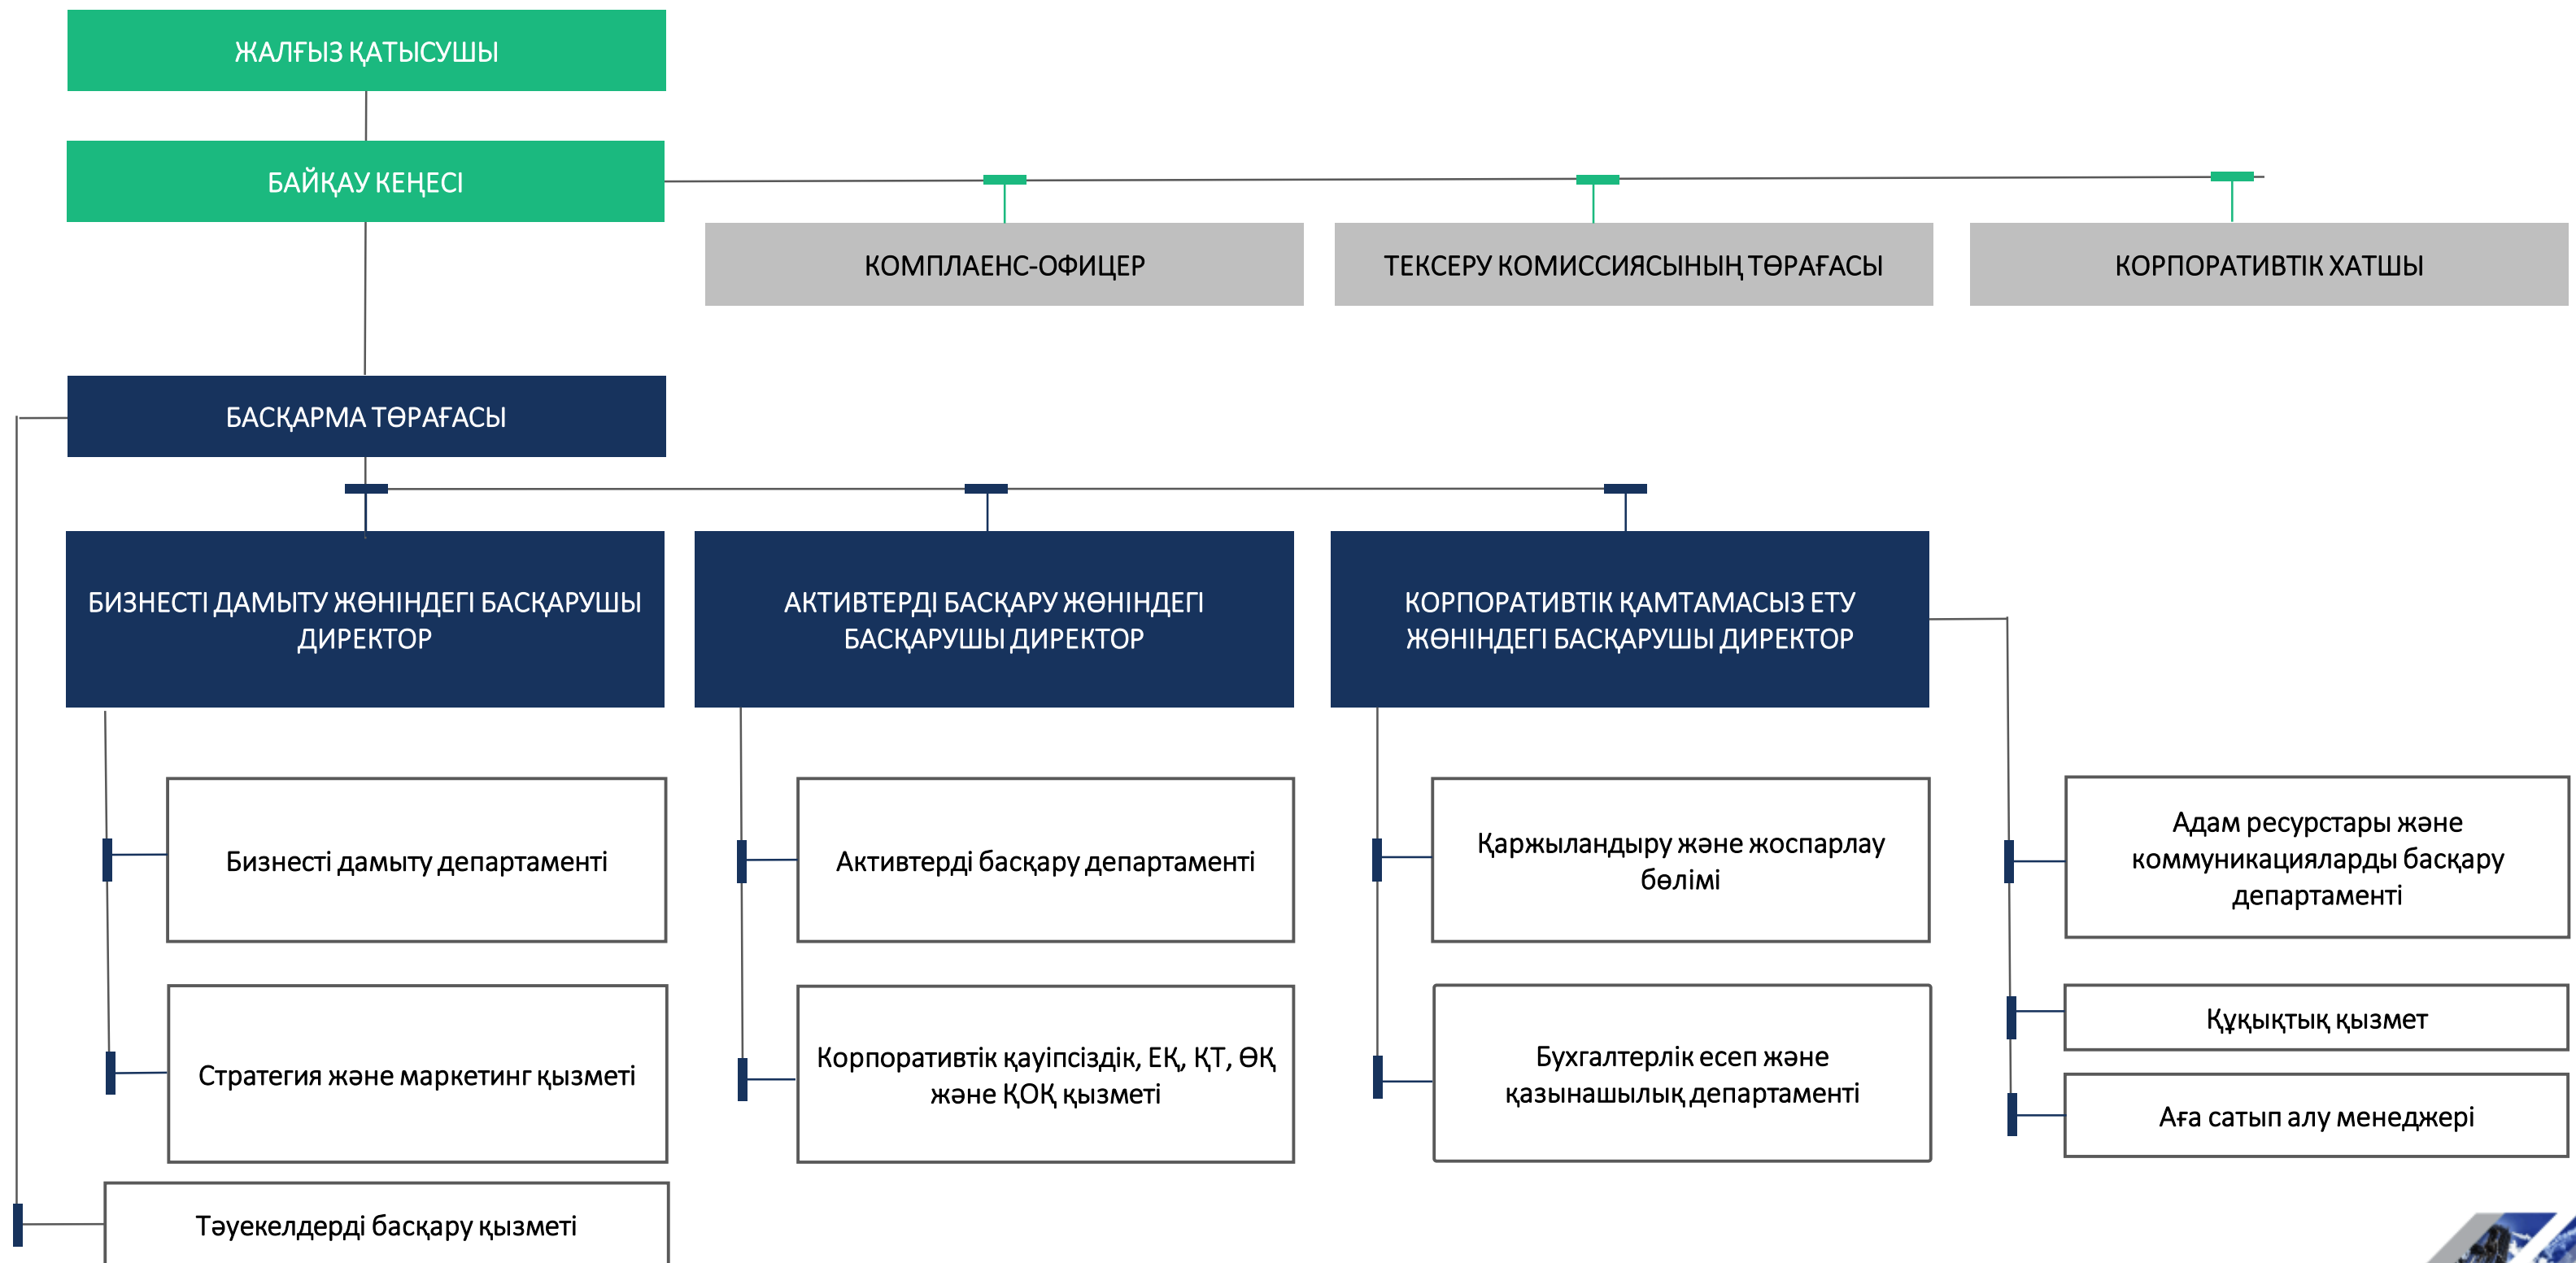 ЖАЛҒЫЗ ҚАТЫСУШЫ
БАЙҚАУ КЕҢЕСІ
КОМПЛАЕНС-ОФИЦЕР
ТЕКСЕРУ КОМИССИЯСЫНЫҢ ТӨРАҒАСЫ
КОРПОРАТИВТІК ХАТШЫ
БАСҚАРМА ТӨРАҒАСЫ
БИЗНЕСТІ ДАМЫТУ ЖӨНІНДЕГІ БАСҚАРУШЫ
ДИРЕКТОР
АКТИВТЕРДІ БАСҚАРУ ЖӨНІНДЕГІ
БАСҚАРУШЫ ДИРЕКТОР
КОРПОРАТИВТІК ҚАМТАМАСЫЗ ЕТУ
ЖӨНІНДЕГІ БАСҚАРУШЫ ДИРЕКТОР
Бизнесті дамыту департаменті
Активтерді басқару департаменті
Қаржыландыру және жоспарлау
бөлімі
Адам ресурстары және
коммуникацияларды басқару
департаменті
Стратегия және маркетинг қызметі
Корпоративтік қауіпсіздік, ЕҚ, ҚТ, ӨҚ
және ҚОҚ қызметі
Бухгалтерлік есеп және
қазынашылық департаменті
Құқықтық қызмет
Аға сатып алу менеджері
Тәуекелдерді басқару қызметі